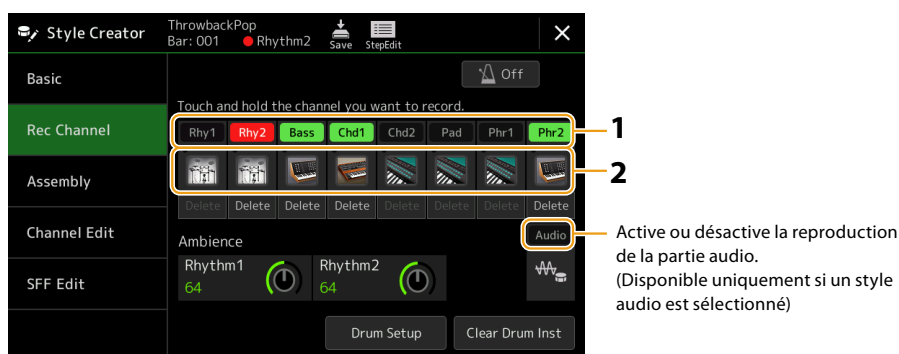 Style Creator
ThrowbackPop
Bar: 001 Rhythm2
Save StepEdit
Basic
Off
Touch and hold the channel you want to record.
Rec Channel
Rhy1 Rhy2 Bass Chd1 Chd2 Pad Phr1 Phr2
1
Assembly
2
Delete Delete Delete Delete Delete Delete Delete Delete
Channel Edit
Ambience
Audio
Active ou désactive la reproduction
de la partie audio.
(Disponible uniquement si un style
audio est sélectionné)
SFF Edit
Rhythm1
64
Rhythm2
64
Drum Setup
Clear Drum Inst